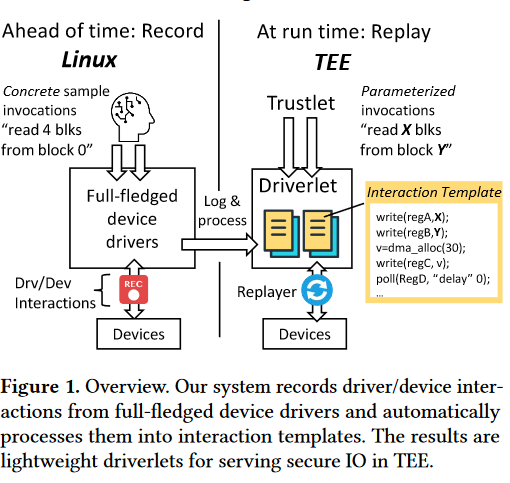 Ahead of time: Record
Linux
Concrete sample
invocations
“read 4 blks
from block 0”
Full-fledged
device
drivers
Drv/Dev
Interactions
REC
Devices
Log &
process
At run time: Replay
TEE
Trustlet
Parameterized
invocations
“read X blks
from block Y”
Driverlet
Interaction Template
write(regA,X);
write(regB,Y);
v=dma_alloc(30);
write(regC, v);
poll(RegD, “delay” 0);
...
Replayer
Devices
Figure 1. Overview. Our system records driver/device inter-
actions from full-fledged device drivers and automatically
processes them into interaction templates. The results are
lightweight driverlets for serving secure IO in TEE.